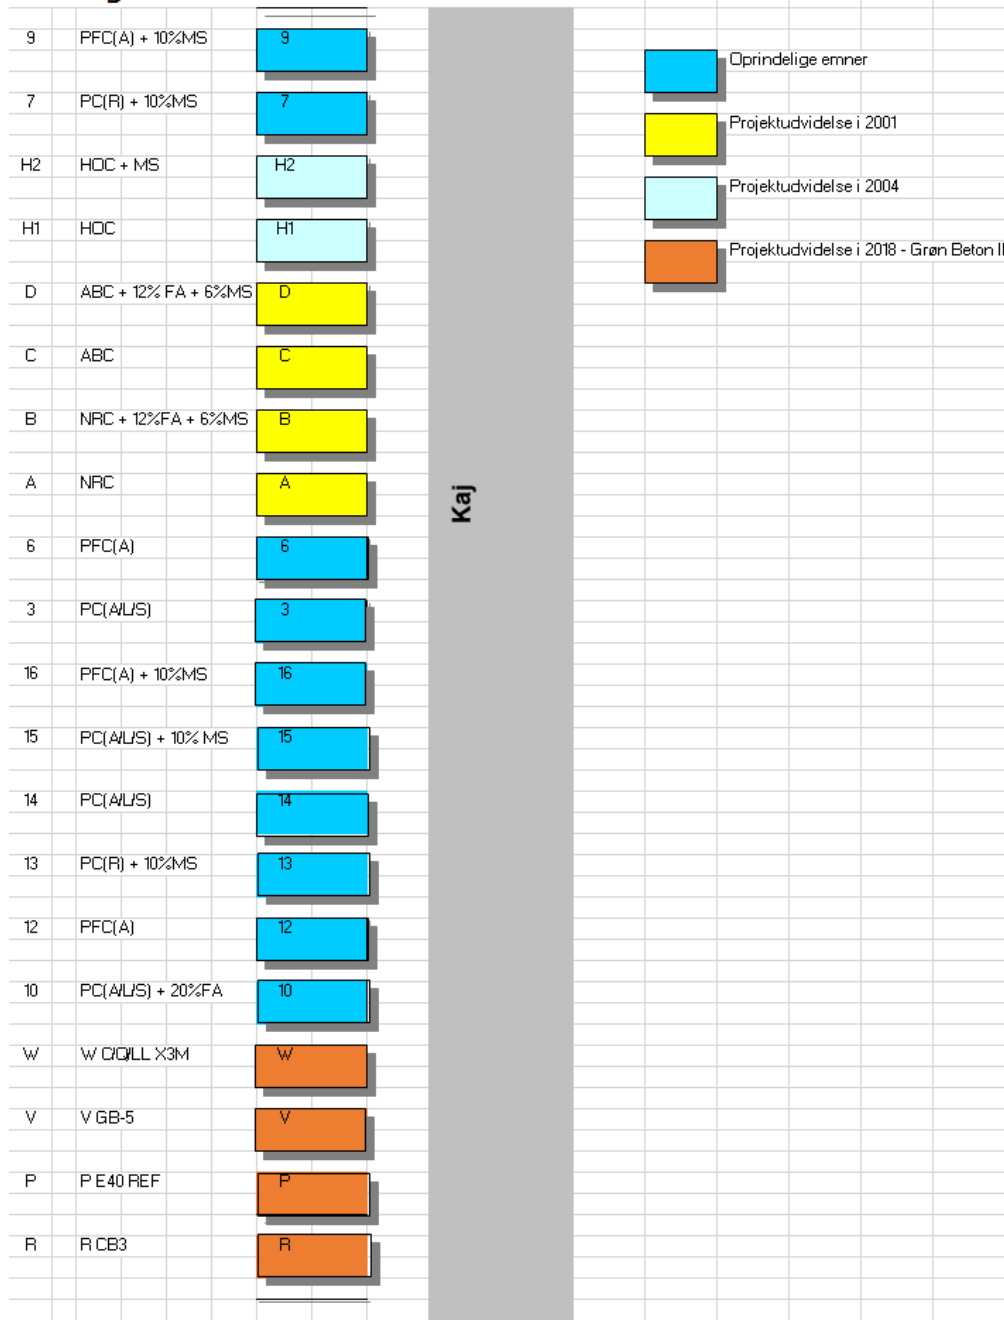 9 PFC(A) + 10%MS 9
Oprindelige emner
7 PC(R) + 10%MS 7
Projektudvidelse i 2001
H2 HOC + MS H2
Projektudvidelse i 2004
H1 HOC H1
Projektudvidelse i 2018 - Grøn Beton II
D ABC + 12% FA + 6%MS D
C ABC C
B NRC + 12%FA + 6%MS B
A NRC A
Kaj
6 PFC(A) 6
3 PC(A/L/S) 3
16 PFC(A) + 10%MS 16
15 PC(A/L/S) + 10% MS 15
14 PC(A/L/S) 14
13 PC(R) + 10%MS 13
12 PFC(A) 12
10 PC(A/L/S) + 20%FA 10
W W C/Q/LL X3M W
V V GB-5 V
P P E40 REF P
R R CB3 R